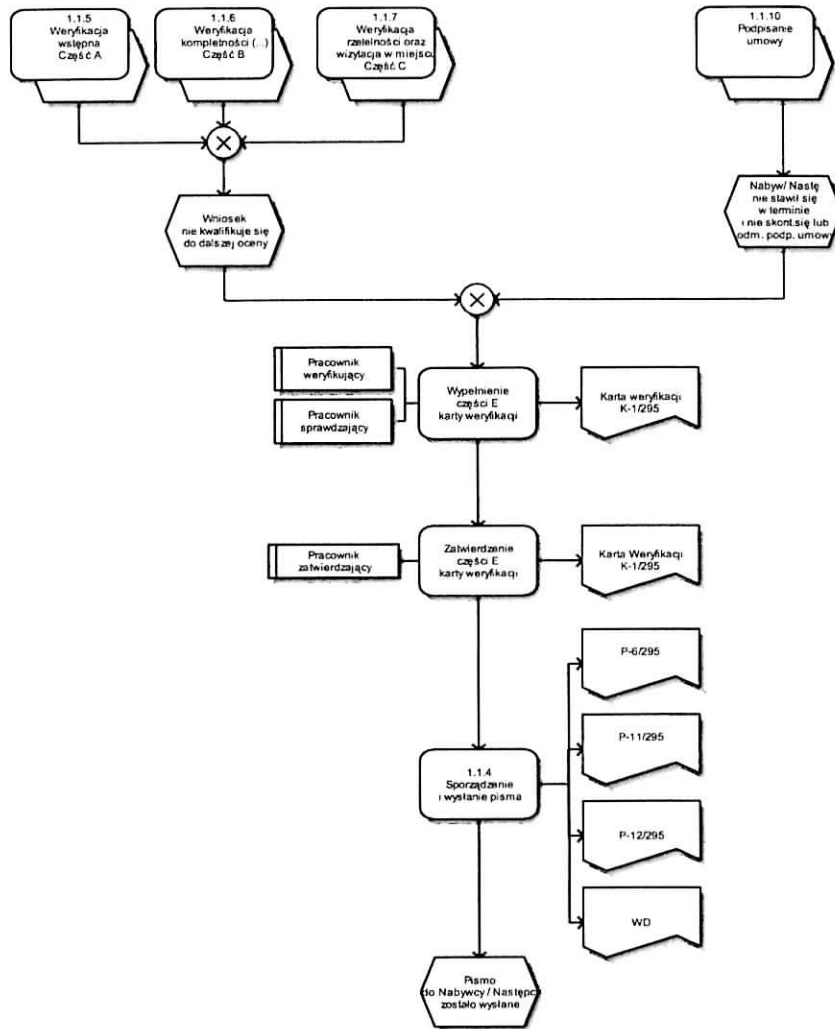 1.1.5
Weryfikacja
wstępna
Część A
1.1.6
Weryfikacja
kompletności (...)
Część B
1.1.7
Weryfikacja
rzetelności oraz
wizytacja w miejscu
Część C
1.1.10
Podpisanie
umowy
Wniosek
nie kwalifikuje się
do dalszej oceny
Nabyw/ Nastę
nie stawił się
w terminie
i nie skont.się lub
odm. podp. umowy
Pracownik
weryfikujący
Pracownik
sprawdzający
Wypełnienie
części E
karty weryfikacji
Karta weryfikacji
K-1/295
Pracownik
zatwierdzający
Zatwierdzenie
części E
karty weryfikacji
Karta Weryfikacji
K-1/295
P-6/295
P-11/295
1.1.4
Sporządzenie
i wysłanie pisma
P-12/295
WD
Pismo
do Nabywcy / Następc
zostało wysłane